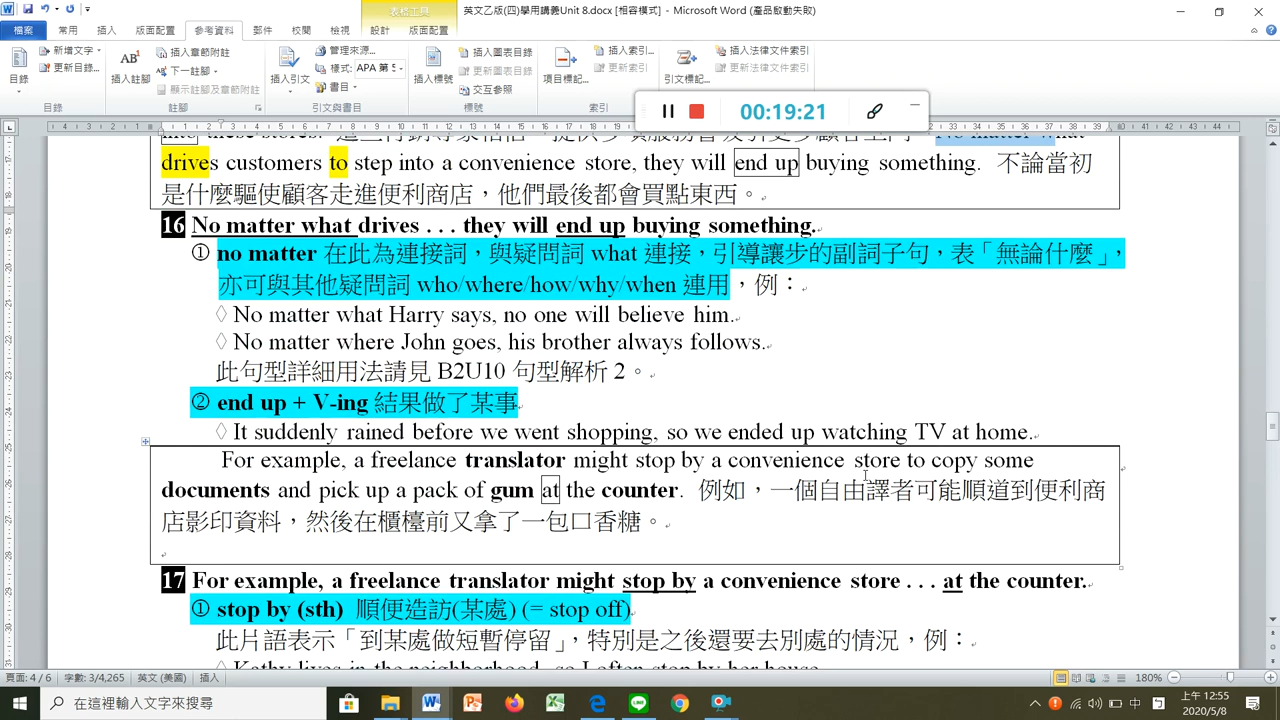 英文乙版(四)學用講義Unit 8.docx [相容模式] - Microsoft Word (產品啟動失敗)
表格工具
檔案 常用 插入 版面配置 參考資料 郵件 校閱 檢視 設計 版面配置
目錄 新增文字 更新目錄... 目錄
AB¹ 插入註腳 插入章節附註 下一註腳 顯示註腳及章節附註 註腳
插入引文 管理來源... 樣式: APA 第 5 書目 引文與書目
插入標號 插入圖表目錄 更新圖表目錄 交互參照 標號
項目標記... 插入索引... 更新索引 索引
引文標記... 插入法律文件索引 更新法律文件索引
00:19:21
drives customers to step into a convenience store, they will end up buying something. 不論當初
是什麼驅使顧客走進便利商店，他們最後都會買點東西。
16 No matter what drives . . . they will end up buying something.
① no matter 在此為連接詞，與疑問詞 what 連接，引導讓步的副詞子句，表「無論什麼」，
亦可與其他疑問詞 who/where/how/why/when 連用，例：
◊ No matter what Harry says, no one will believe him.
◊ No matter where John goes, his brother always follows.
此句型詳細用法請見 B2U10 句型解析 2。
② end up + V-ing 結果做了某事
◊ It suddenly rained before we went shopping, so we ended up watching TV at home.
For example, a freelance translator might stop by a convenience store to copy some
documents and pick up a pack of gum at the counter. 例如，一個自由譯者可能順道到便利商
店影印資料，然後在櫃檯前又拿了一包口香糖。
17 For example, a freelance translator might stop by a convenience store . . . at the counter.
① stop by (sth) 順便造訪(某處) (= stop off)
此片語表示「到某處做短暫停留」，特別是之後還要去別處的情況，例：
◊ Kathy lives in the neighborhood, so I often stop by her house.
頁面: 4 / 6 字數: 3/4,265 英文 (美國) 插入 180%
在這裡輸入文字來搜尋
中 上午 12:55
2020/5/8